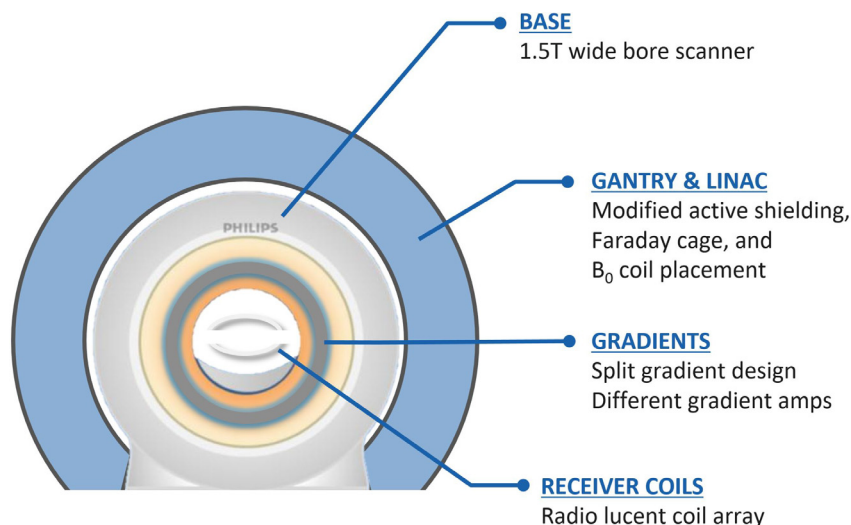 BASE
1.5T wide bore scanner
GANTRY & LINAC
Modified active shielding,
Faraday cage, and
B₀ coil placement
PHILIPS
GRADIENTS
Split gradient design
Different gradient amps
RECEIVER COILS
Radio lucent coil array